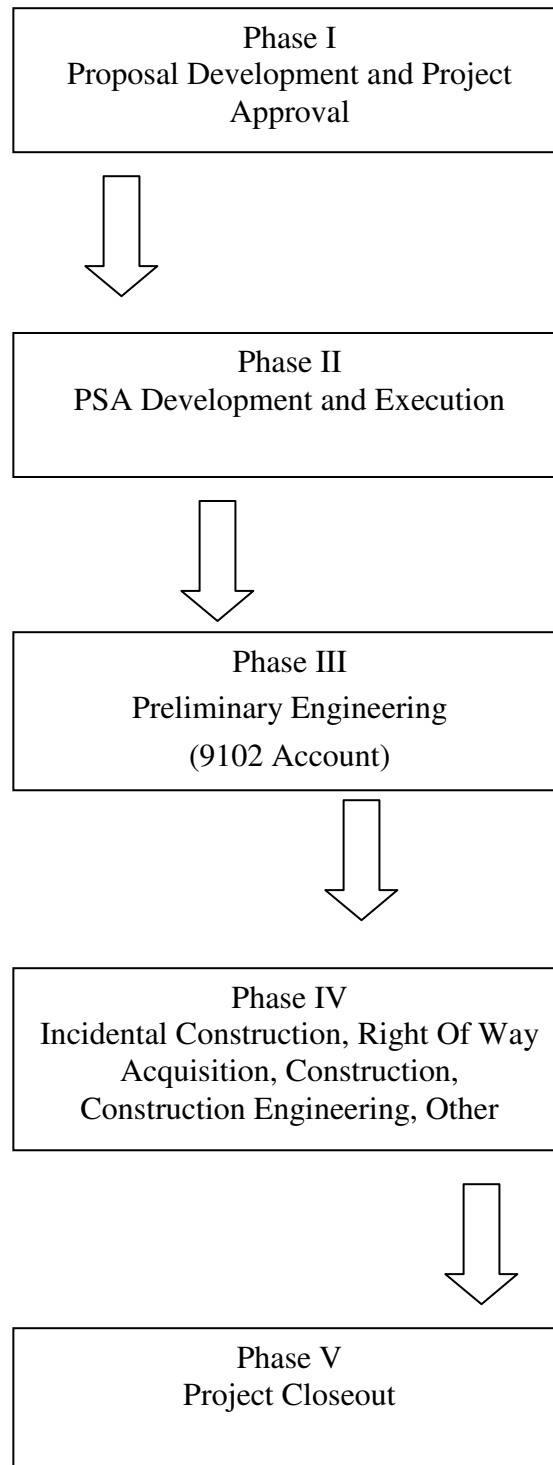 Phase I
Proposal Development and Project
Approval
Phase II
PSA Development and Execution
Phase III
Preliminary Engineering
(9102 Account)
Phase IV
Incidental Construction, Right Of Way
Acquisition, Construction,
Construction Engineering, Other
Phase V
Project Closeout